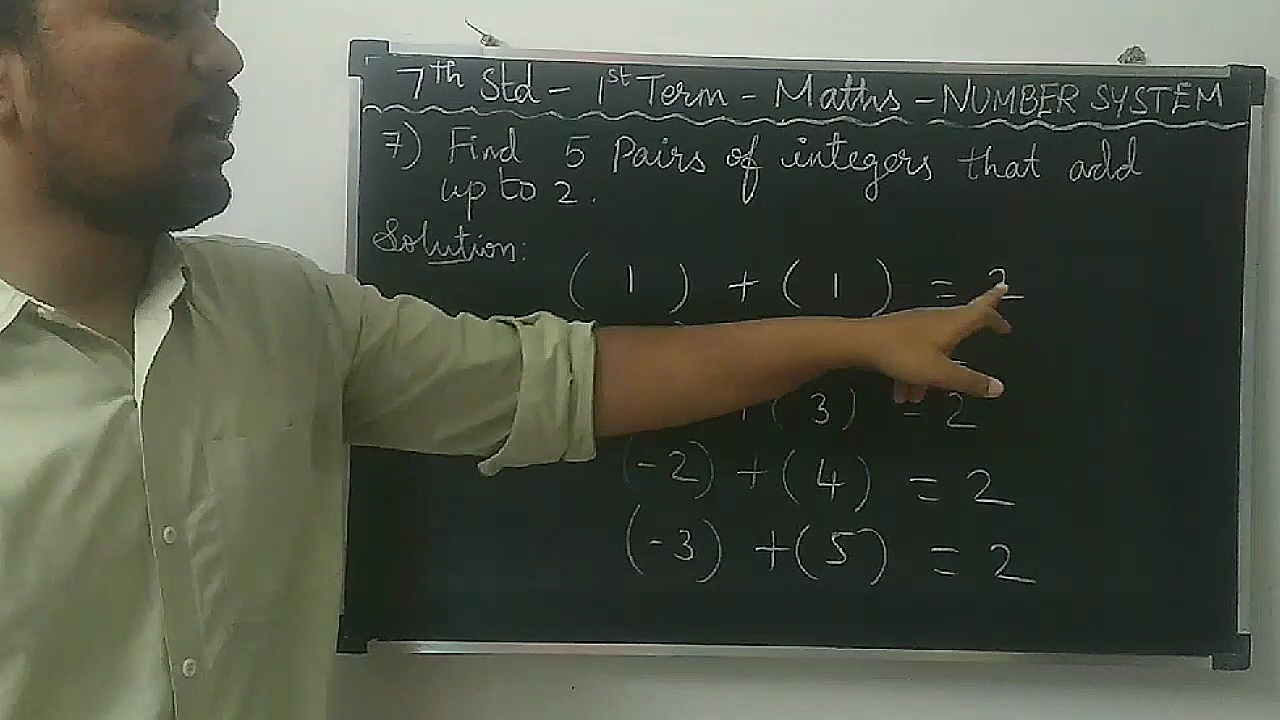 7th Std - 1st Term - Maths - NUMBER SYSTEM
7) Find 5 Pairs of integers that add
up to 2.
Solution:
( 1 ) + ( 1 ) = 2
( 3 ) = 2
(-2) + ( 4 ) = 2
(-3) + ( 5 ) = 2